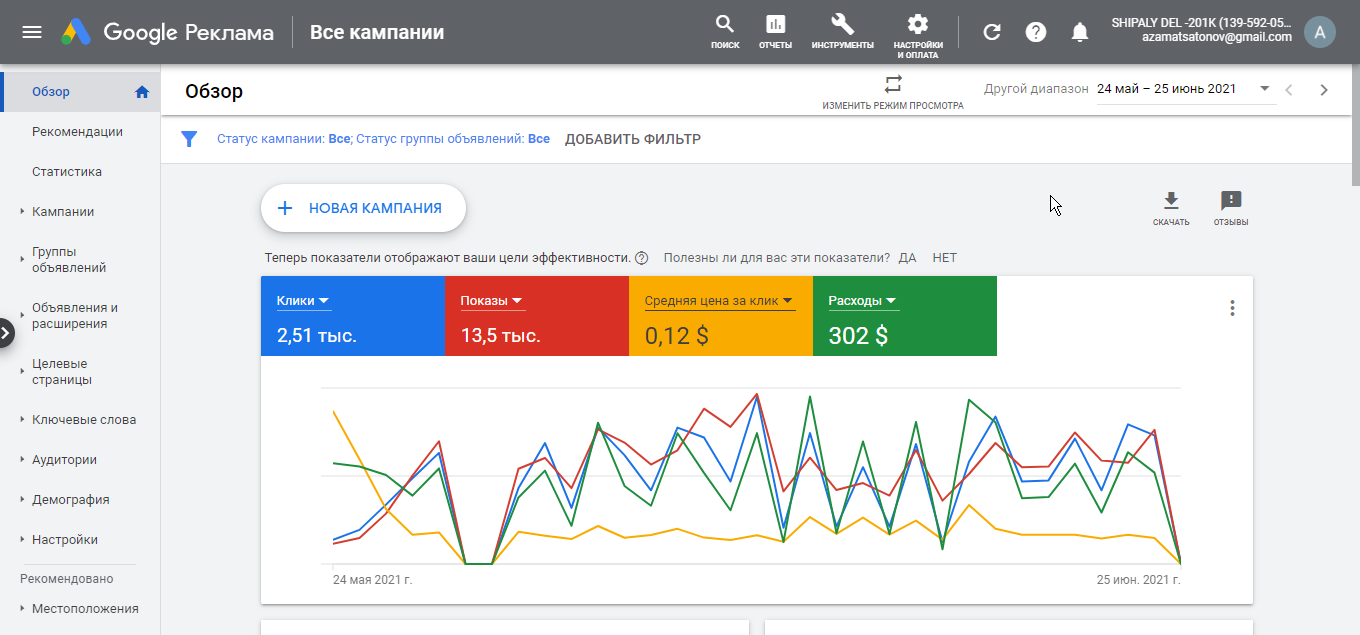 Google Реклама
Все кампании
ПОИСК
ОТЧЕТЫ
ИНСТРУМЕНТЫ
НАСТРОЙКИ
И ОПЛАТА
SHIPALY DEL -201K (139-592-05...
azamatsatonov@gmail.com
A
Обзор
Рекомендации
Статистика
Кампании
Группы
объявлений
Объявления и
расширения
Целевые
страницы
Ключевые слова
Аудитории
Демография
Настройки
Рекомендовано
Местоположения
Обзор
ИЗМЕНИТЬ РЕЖИМ ПРОСМОТРА
Другой диапазон 24 май – 25 июнь 2021
Статус кампании: Все; Статус группы объявлений: Все ДОБАВИТЬ ФИЛЬТР
+ НОВАЯ КАМПАНИЯ
СКАЧАТЬ
ОТЗЫВЫ
Теперь показатели отображают ваши цели эффективности. Полезны ли для вас эти показатели? ДА НЕТ
Клики
2,51 тыс.
Показы
13,5 тыс.
Средняя цена за клик
0,12 $
Расходы
302 $
24 мая 2021 г.
25 июн. 2021 г.